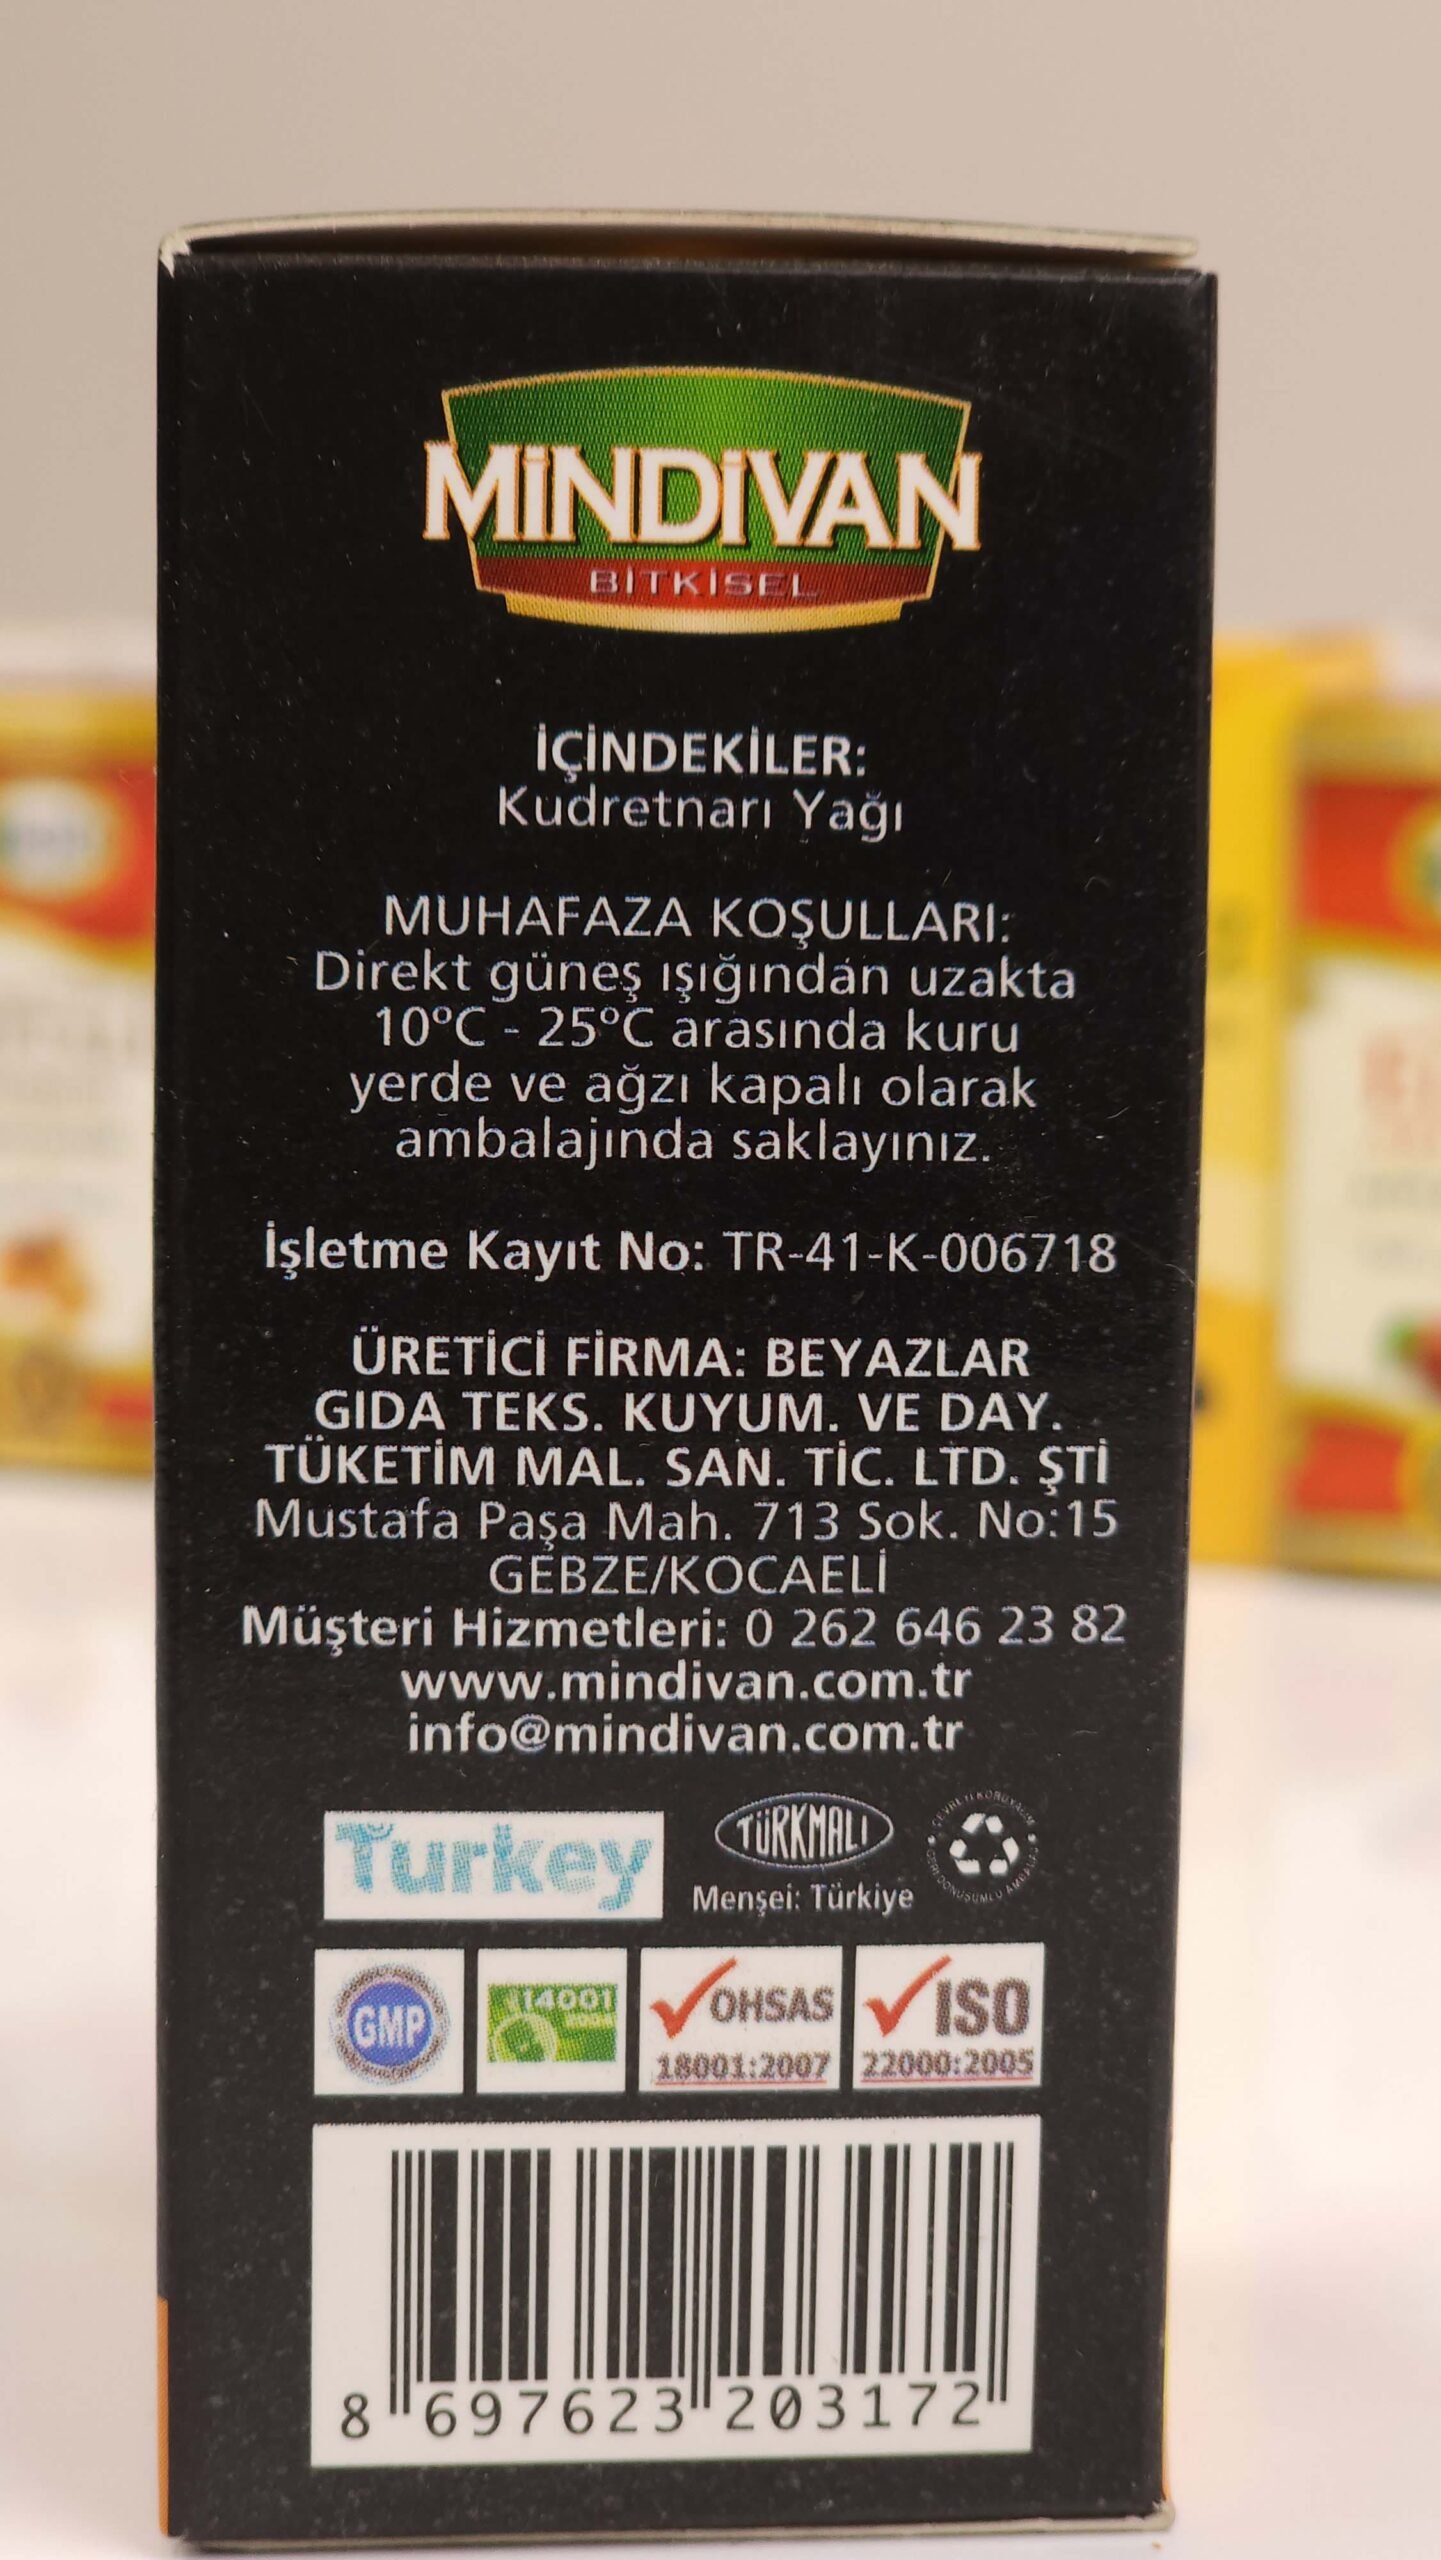 MİNDİVAN
BİTKİSEL
İÇİNDEKİLER:
Kudretnarı Yağı
MUHAFAZA KOŞULLARI:
Direkt güneş ışığından uzakta
10°C - 25°C arasında kuru
yerde ve ağzı kapalı olarak
ambalajında saklayınız.
İşletme Kayıt No: TR-41-K-006718
ÜRETİCİ FİRMA: BEYAZLAR
GIDA TEKS. KUYUM. VE DAY.
TÜKETİM MAL. SAN. TİC. LTD. ŞTİ
Mustafa Paşa Mah. 713 Sok. No:15
GEBZE/KOCAELİ
Müşteri Hizmetleri: 0 262 646 23 82
www.mindivan.com.tr
info@mindivan.com.tr
Turkey
TÜRKMALI
Menşei: Türkiye
GMP
14001
OHSAS
18001:2007
ISO
22000:2005
8 697623 203172